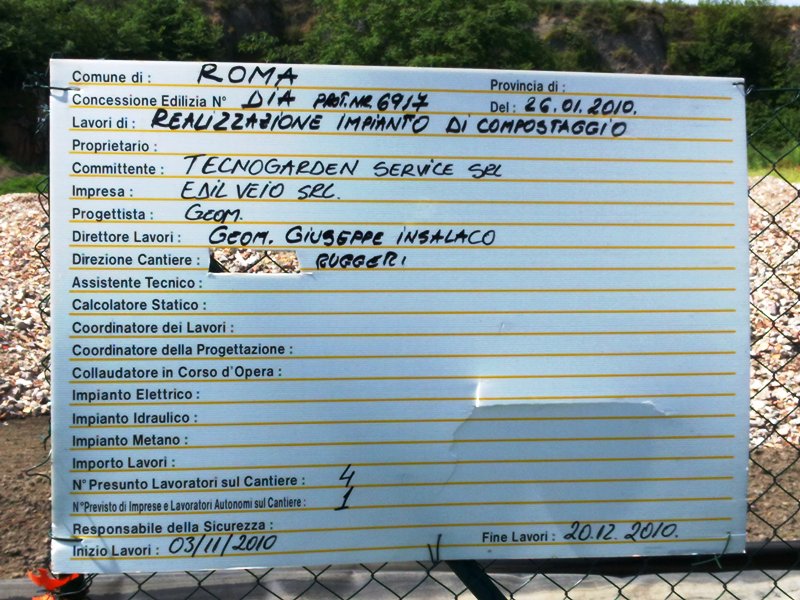 Comune di : ROMA Provincia di :
Concessione Edilizia N° DIA PROT. NR 6917 Del : 26.01.2010.
Lavori di : REALIZZAZIONE IMPIANTO DI COMPOSTAGGIO
Proprietario :
Committente : TECNOGARDEN SERVICE SRL
Impresa : EDIL VEIO SRL.
Progettista : GEOM.
Direttore Lavori : GEOM. GIUSEPPE INSALACO
Direzione Cantiere : RUGGERI
Assistente Tecnico :
Calcolatore Statico :
Coordinatore dei Lavori :
Coordinatore della Progettazione :
Collaudatore in Corso d'Opera :
Impianto Elettrico :
Impianto Idraulico :
Impianto Metano :
Importo Lavori :
N° Presunto Lavoratori sul Cantiere : 4
N° Previsto di Imprese e Lavoratori Autonomi sul Cantiere : 1
Responsabile della Sicurezza :
Inizio Lavori : 03/11/2010 Fine Lavori : 20.12.2010.